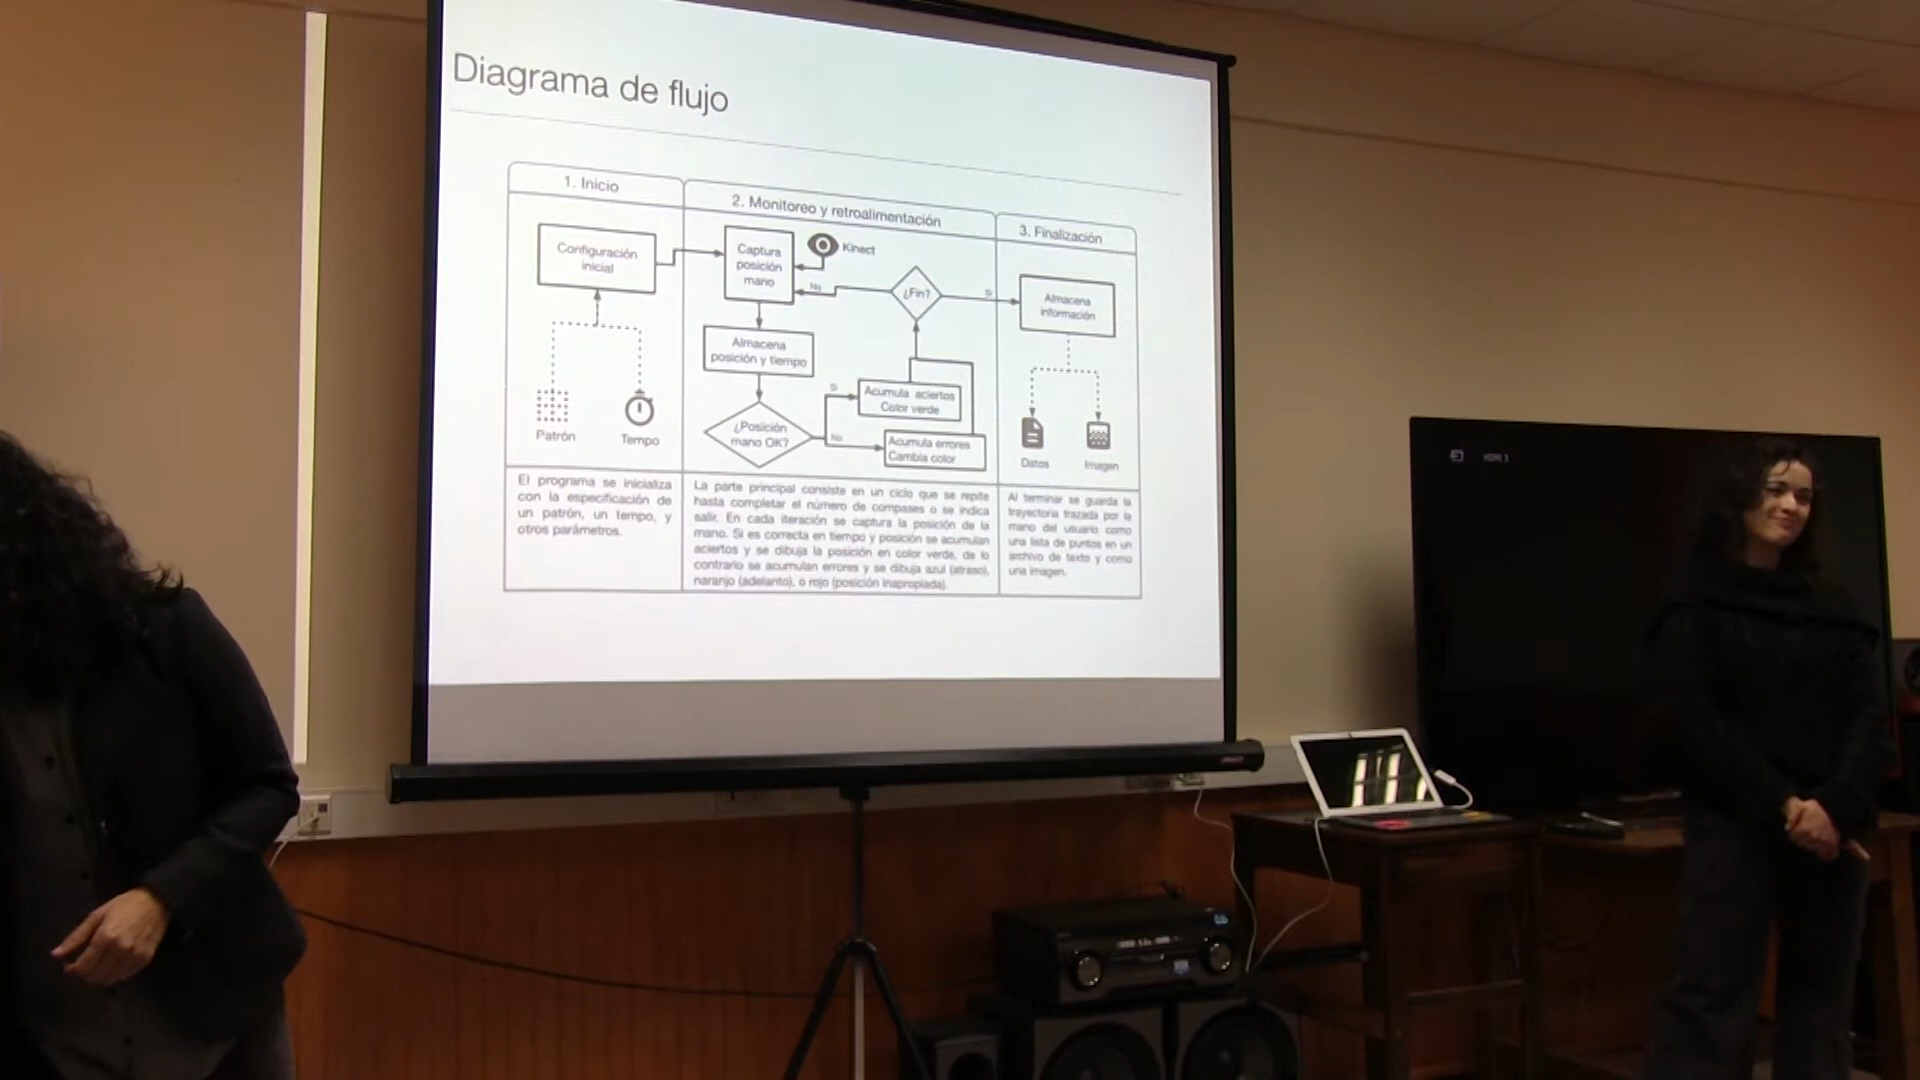 Diagrama de flujo
1. Inicio
2. Monitoreo y retroalimentación
3. Finalización
Configuración
inicial
Patrón
Tempo
Captura
posición
mano
Kinect
No
¿Fin?
Si
Almacena
posición y tiempo
¿Posición
mano OK?
Si
No
Acumula aciertos
Color verde
Acumula errores
Cambia color
Almacena
información
Datos
Imagen
El programa se inicializa
con la especificación de
un patrón, un tempo, y
otros parámetros.
La parte principal consiste en un ciclo que se repite
hasta completar el número de compases o se indica
salir. En cada iteración se captura la posición de la
mano. Si es correcta en tiempo y posición se acumulan
aciertos y se dibuja la posición en color verde, de lo
contrario se acumulan errores y se dibuja azul (atraso),
naranjo (adelanto), o rojo (posición inapropiada).
Al terminar se guarda la
trayectoria trazada por la
mano del usuario como
una lista de puntos en un
archivo de texto y como
una imagen.
HDMI 3